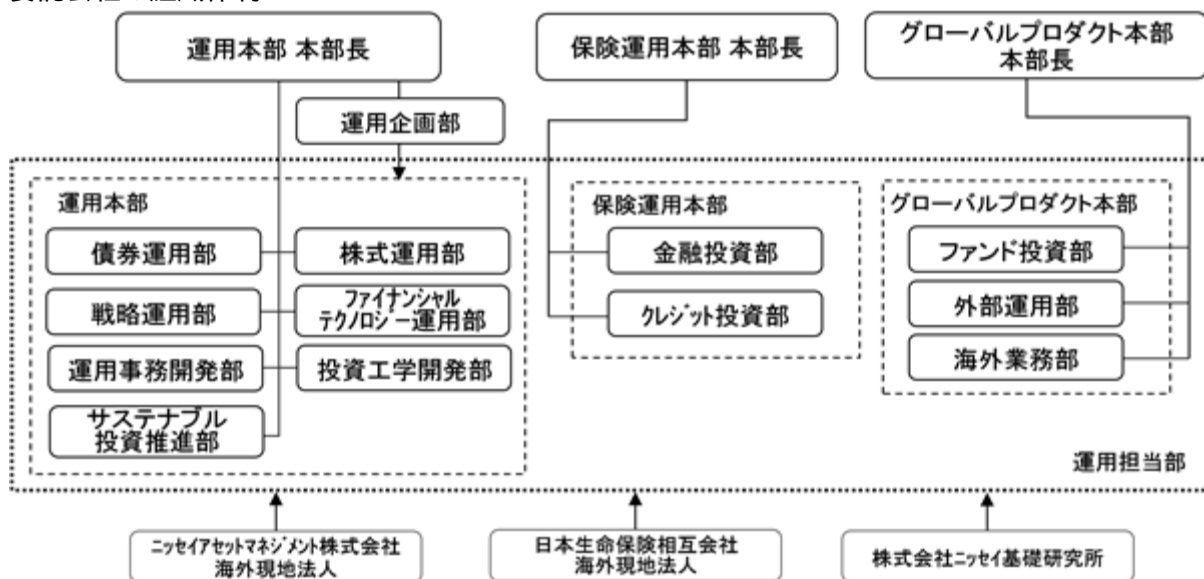 運用本部 本部長
保険運用本部 本部長
グローバルプロダクト本部
本部長
運用企画部
運用本部
債券運用部
株式運用部
戦略運用部
ファイナンシャル
テクノロジー運用部
運用事務開発部
投資工学開発部
サステナブル
投資推進部
保険運用本部
金融投資部
クレジット投資部
グローバルプロダクト本部
ファンド投資部
外部運用部
海外業務部
運用担当部
ニッセイアセットマネジメント株式会社
海外現地法人
日本生命保険相互会社
海外現地法人
株式会社ニッセイ基礎研究所